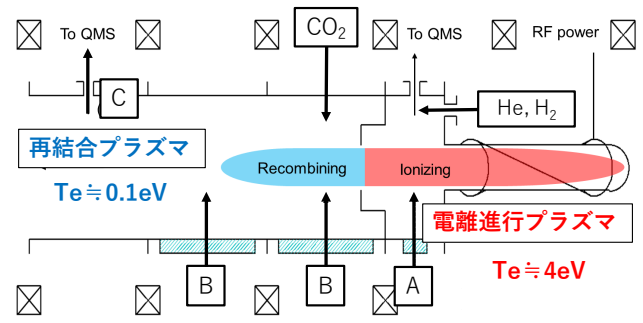 To QMS
CO₂
To QMS
RF power
C
He, H₂
再結合プラズマ
Te≒0.1eV
Recombining
Ionizing
電離進行プラズマ
Te≒4eV
B
B
A